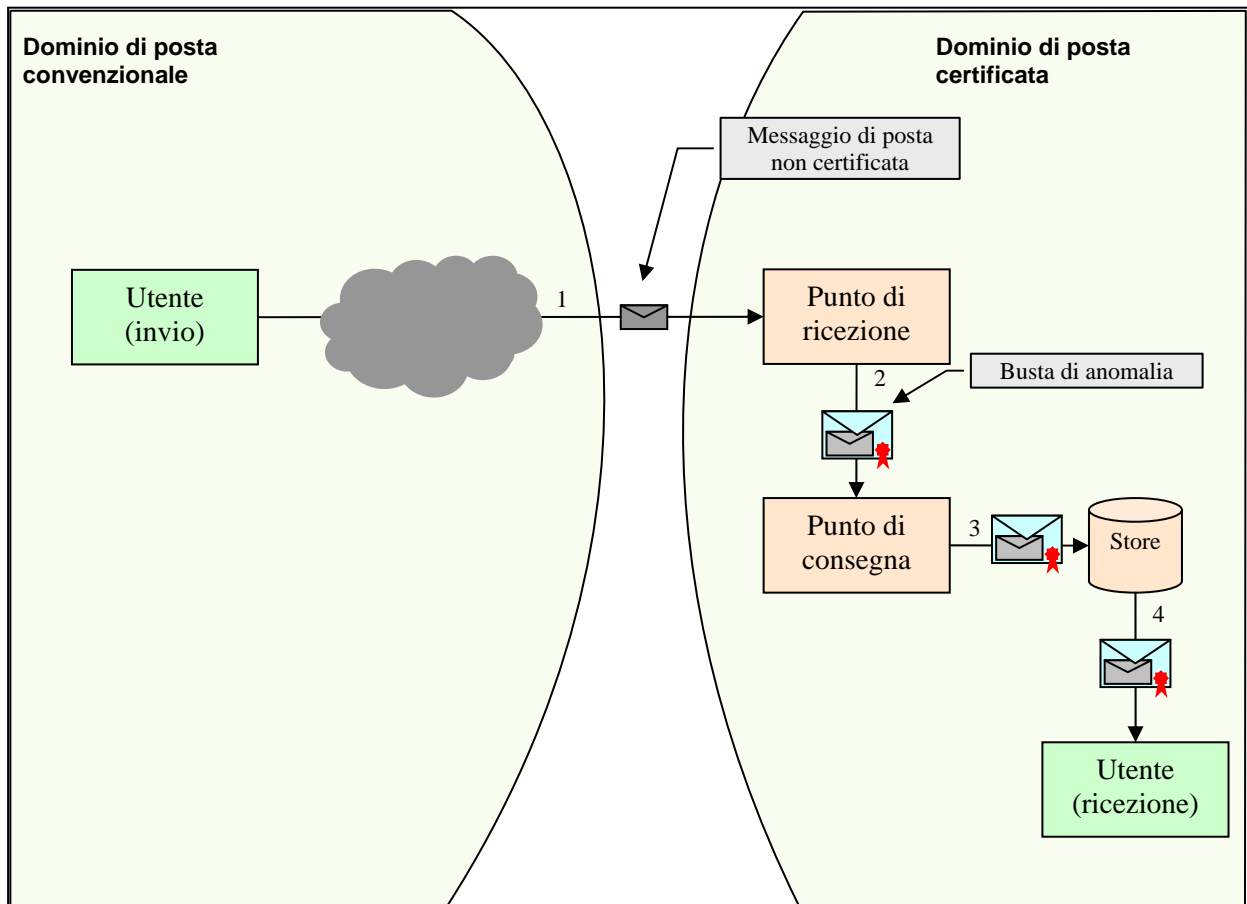 Dominio di posta
convenzionale
Dominio di posta
certificata
Messaggio di posta
non certificata
Utente
(invio)
1
Punto di
ricezione
2
Busta di anomalia
Punto di
consegna
3
Store
4
Utente
(ricezione)